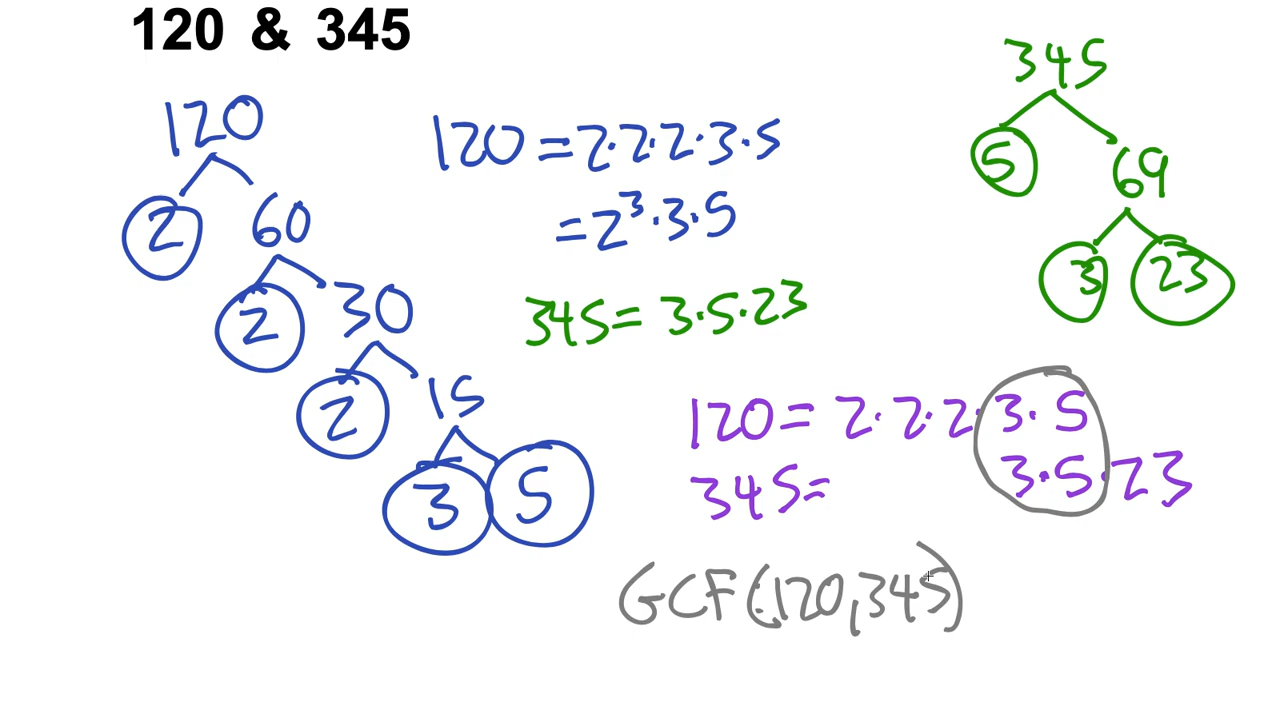 120 & 345
120
2 60
2 30
2 15
3 5
120 = 2·2·2·3·5
= 2³·3·5
345 = 3·5·23
345
5 69
3 23
120 = 2·2·2·3·5
345 = 3·5·23
GCF(120,345)